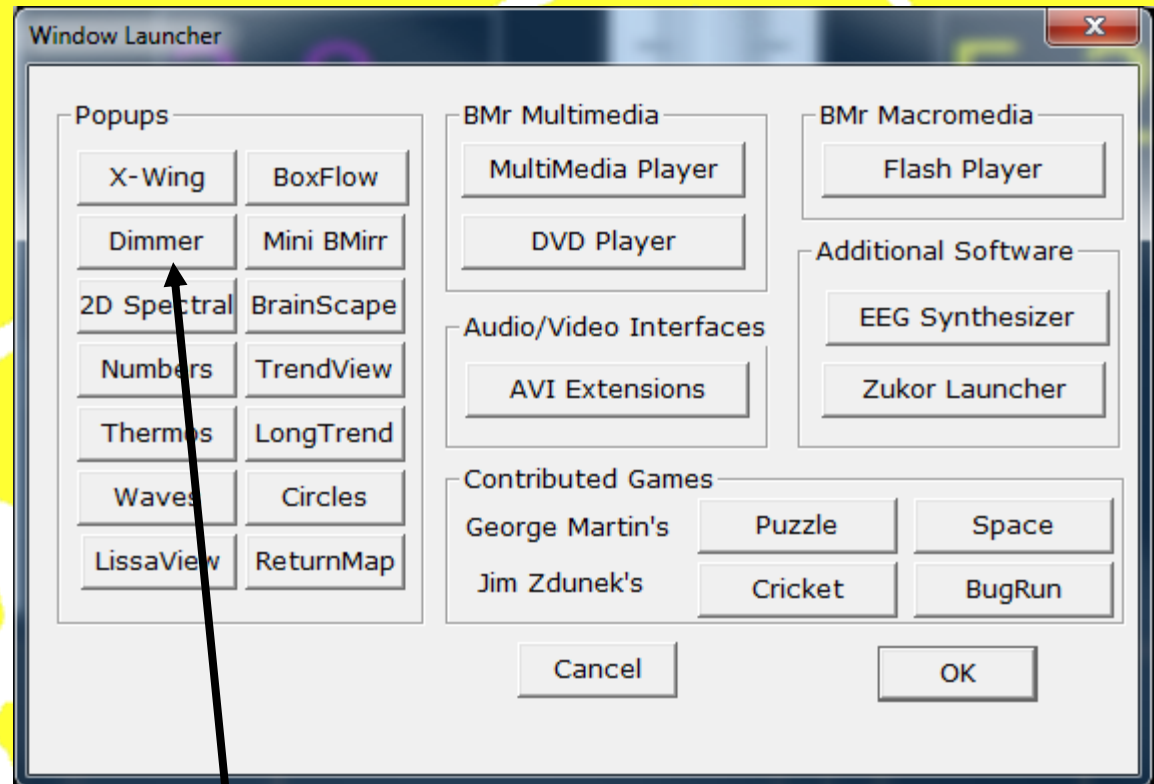 Window Launcher
Popups
X-Wing BoxFlow
Dimmer Mini BMirr
2D Spectral BrainScape
Numbers TrendView
Thermos LongTrend
Waves Circles
LissaView ReturnMap
BMr Multimedia
MultiMedia Player
DVD Player
BMr Macromedia
Flash Player
Audio/Video Interfaces
AVI Extensions
Additional Software
EEG Synthesizer
Zukor Launcher
Contributed Games
George Martin's Puzzle Space
Jim Zdunek's Cricket BugRun
Cancel OK